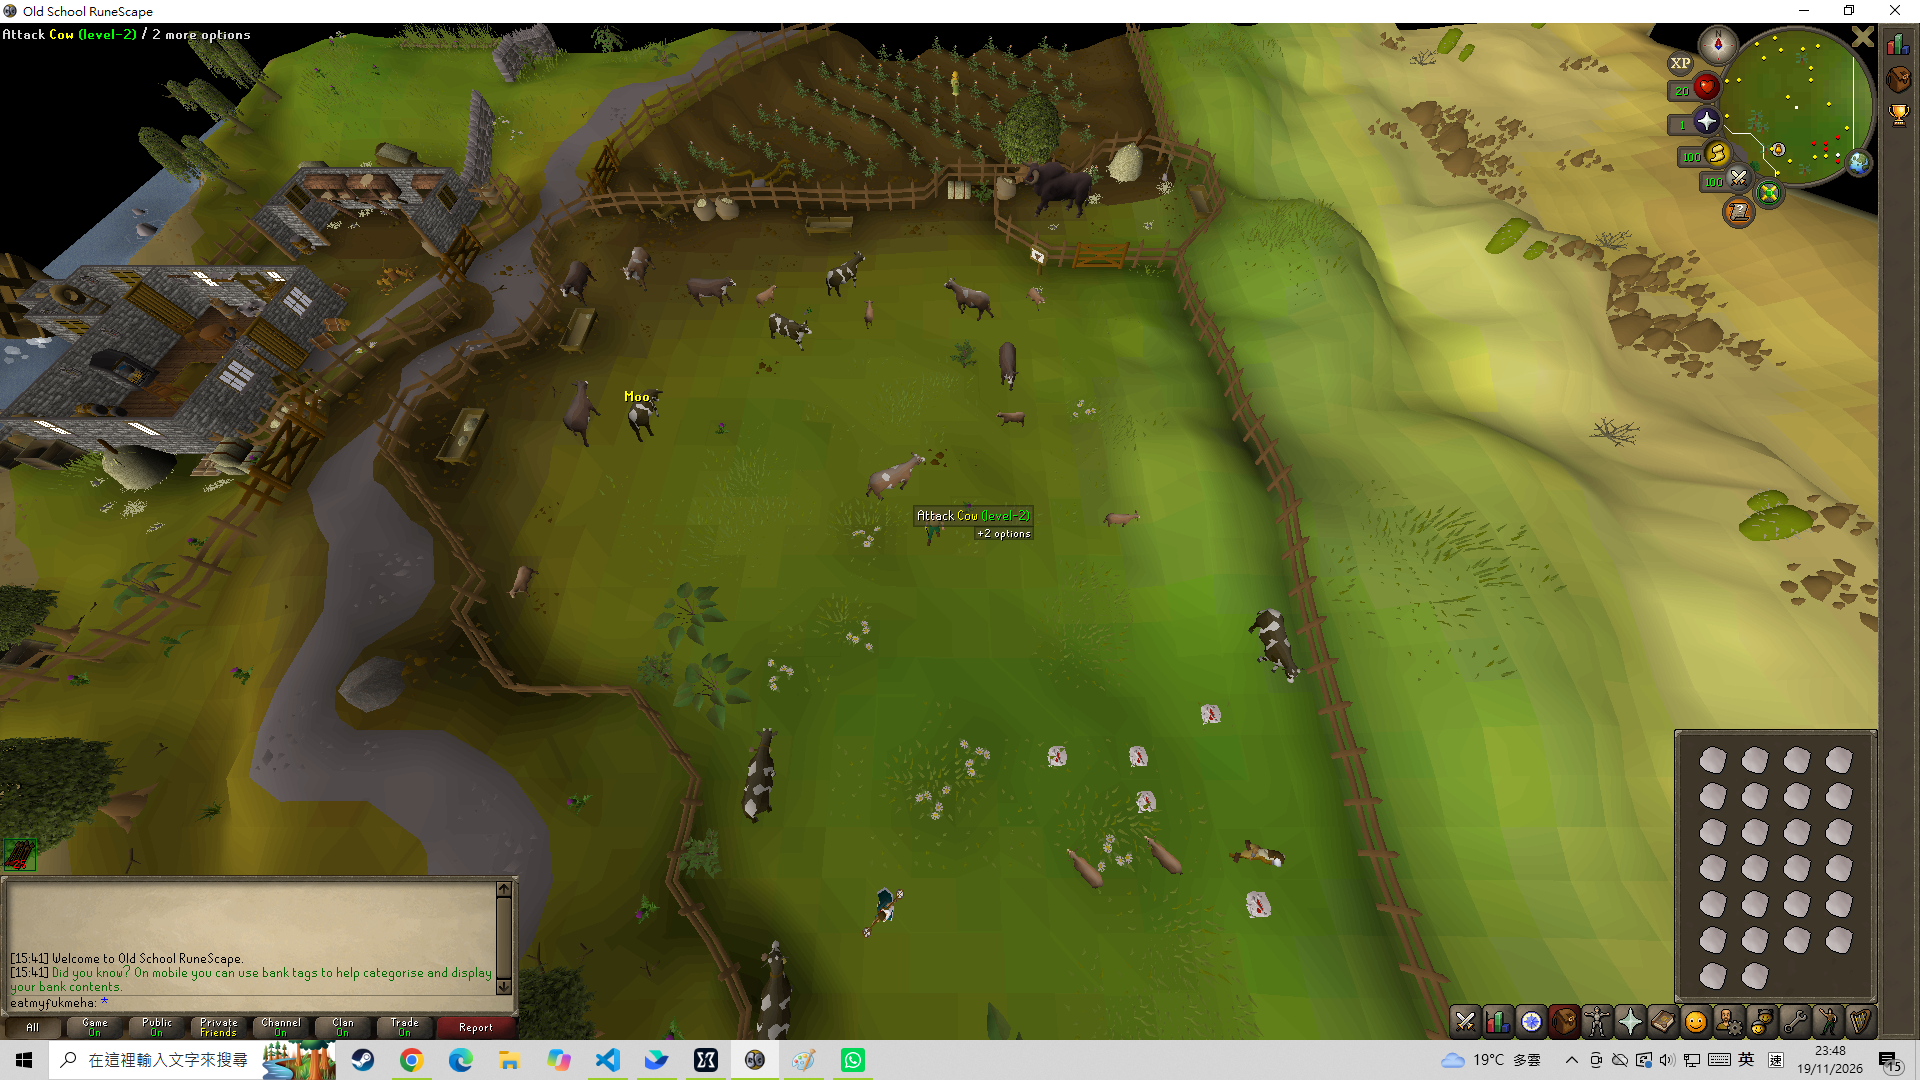 Old School RuneScape
Attack Cow (level-2) / 2 more options
N
XP
20
1
100
100
Moo
Attack Cow (level-2)
+2 options
25
[15:41] Welcome to Old School RuneScape.
[15:41] Did you know? On mobile you can use bank tags to help categorise and display
your bank contents.
eatmyfukmeha: *
All
Game
On
Public
On
Private
Friends
Channel
On
Clan
On
Trade
On
Report
在這裡輸入文字來搜尋
19°C 多雲
英
速
23:48
19/11/2026
15